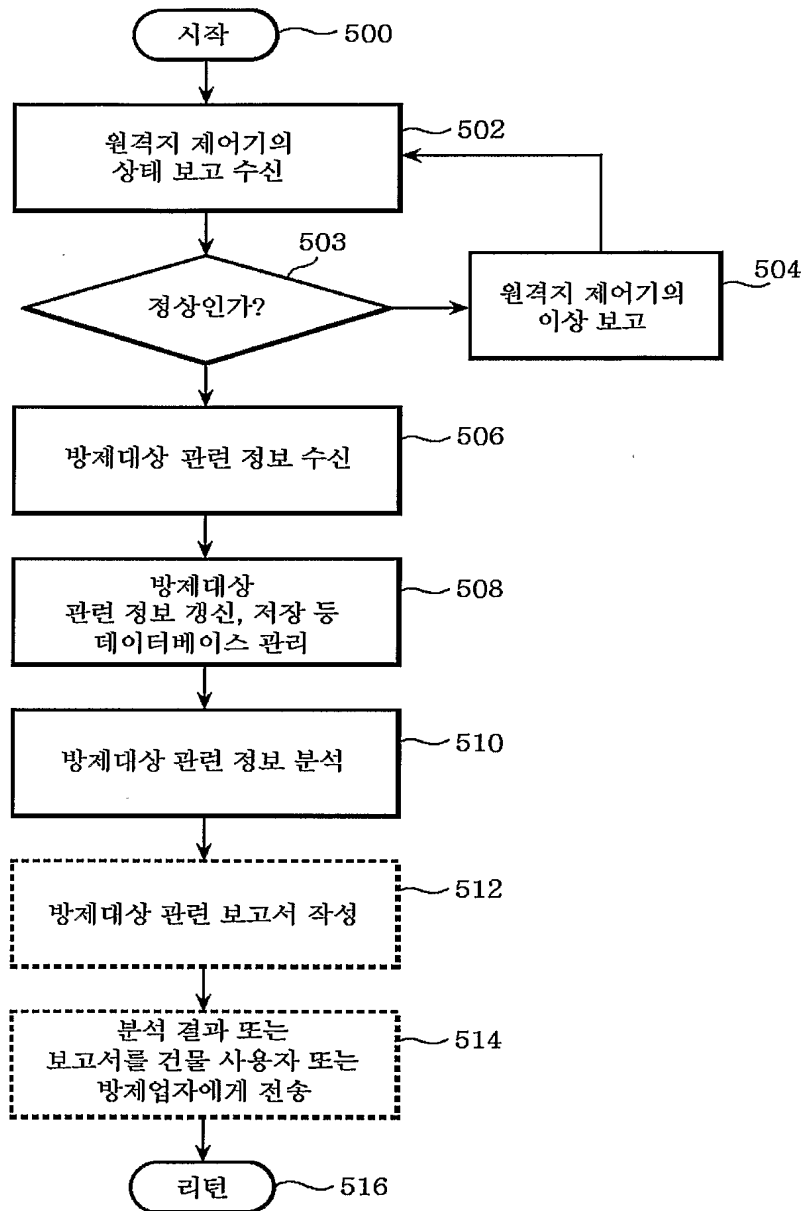 시작
500
원격지 제어기의
상태 보고 수신
502
503
정상인가?
원격지 제어기의
이상 보고
504
방제대상 관련 정보 수신
506
방제대상
관련 정보 갱신, 저장 등
데이터베이스 관리
508
방제대상 관련 정보 분석
510
방제대상 관련 보고서 작성
512
분석 결과 또는
보고서를 건물 사용자 또는
방제업자에게 전송
514
리턴
516